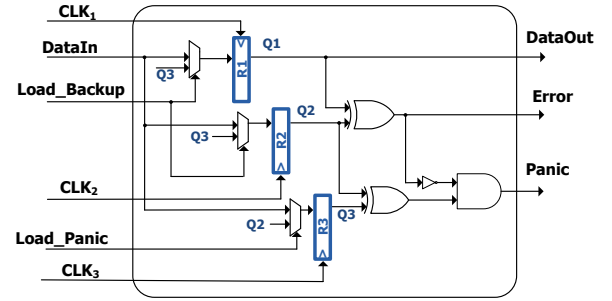 CLK₁
DataIn
Q3
Load_Backup
R1
Q1
DataOut
Q3
R2
Q2
Error
CLK₂
Panic
Q2
R3
Q3
Load_Panic
CLK₃